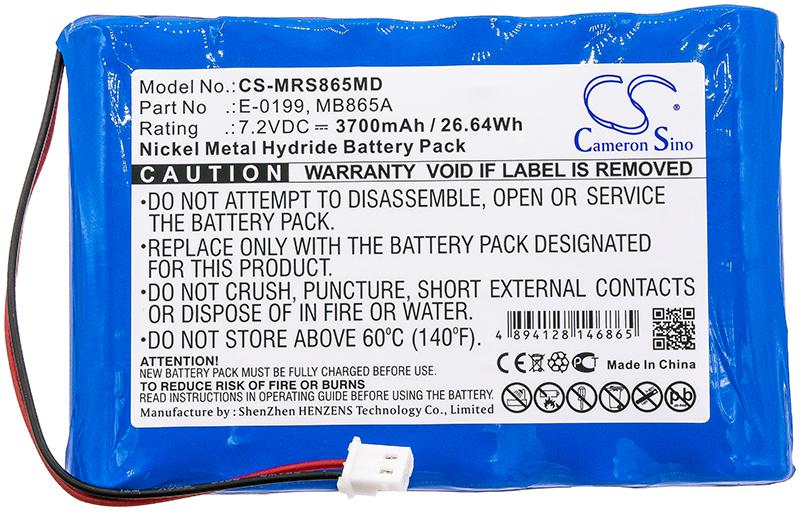 Model No.:CS-MRS865MD
Part No :E-0199, MB865A
Rating :7.2VDC ⎓ 3700mAh / 26.64Wh
Nickel Metal Hydride Battery Pack
CS
Cameron Sino
CAUTION WARRANTY VOID IF LABEL IS REMOVED
•DO NOT ATTEMPT TO DISASSEMBLE, OPEN OR SERVICE
THE BATTERY PACK.
•REPLACE ONLY WITH THE BATTERY PACK DESIGNATED
FOR THIS PRODUCT.
•DO NOT CRUSH, PUNCTURE, SHORT EXTERNAL CONTACTS
OR DISPOSE OF IN FIRE OR WATER.
•DO NOT STORE ABOVE 60°C (140°F).
4 894128 146865
ATTENTION!
NEW BATTERY PACK MUST BE FULLY CHARGED BEFORE USE.
TO REDUCE RISK OF FIRE OR BURNS
READ INSTRUCTIONS IN OPERATING GUIDE BEFORE USING THE BATTERY.
Manufacture by : ShenZhen HENZENS Technology Co., Limited
CE Made In China
Pb